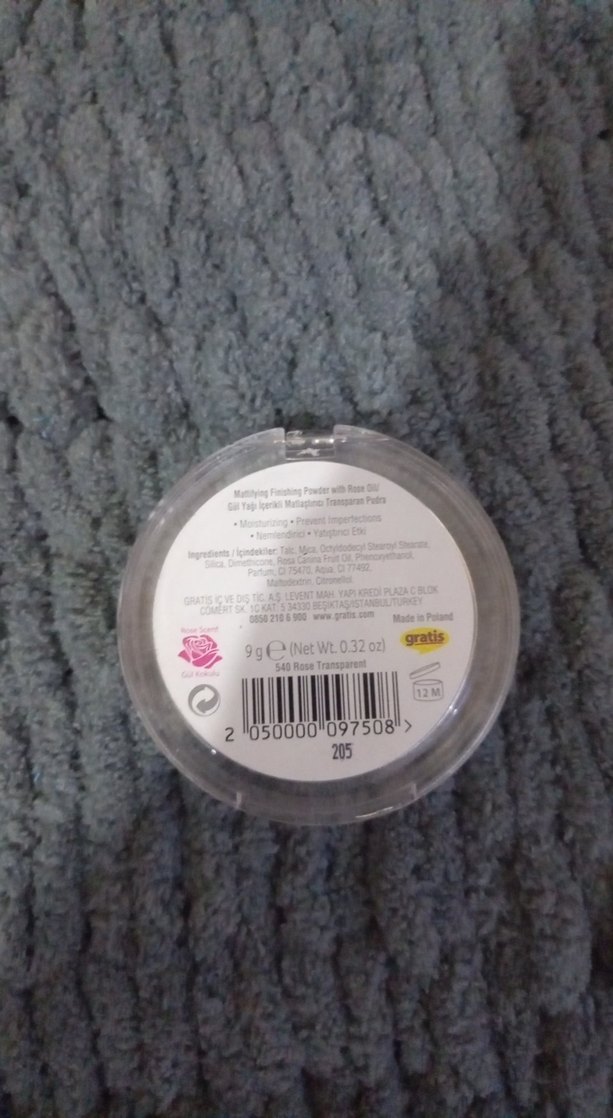 Mattifying Finishing Powder with Rose Oil/
Gül Yağı İçerikli Matlaştırıcı Transparan Pudra
• Moisturizing • Prevent Imperfections
• Nemlendirici • Yatıştırıcı Etki
Ingredients / İçindekiler: Talc, Mica, Octyldodecyl Stearoyl Stearate,
Silica, Dimethicone, Rosa Canina Fruit Oil, Phenoxyethanol,
Parfum, CI 75470, Aqua, CI 77492,
Maltodextrin, Citronellol.
GRATİS İÇ VE DIŞ TİC. A.Ş. LEVENT MAH. YAPI KREDİ PLAZA C BLOK
CÖMERT SK. 1C KAT: 5 34330 BEŞİKTAŞ/İSTANBUL/TURKEY
0850 210 6 900 www.gratis.com
Made in Poland
gratis
Rose Scent
Gül Kokulu
9 g e (Net Wt. 0.32 oz)
540 Rose Transparent
12 M
2 050000 097508 >
205